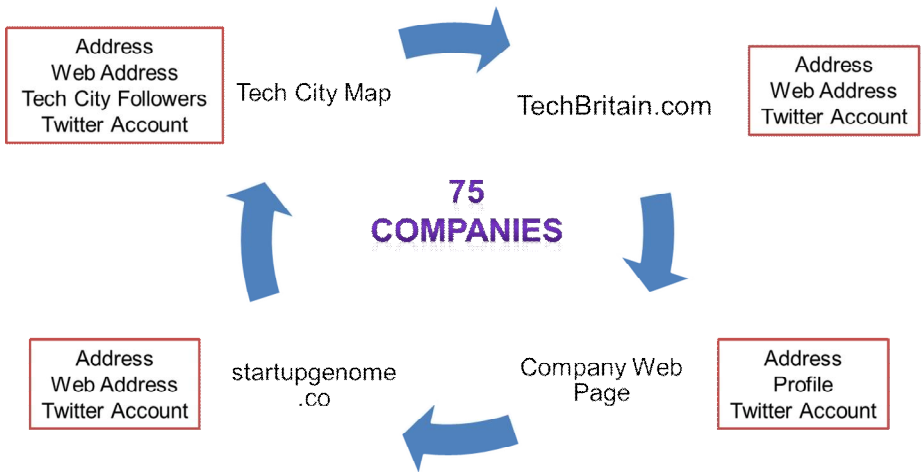 Address
Web Address
Tech City Followers
Twitter Account
Tech City Map
TechBritain.com
Address
Web Address
Twitter Account
75
COMPANIES
Address
Web Address
Twitter Account
startupgenome
.co
Company Web
Page
Address
Profile
Twitter Account